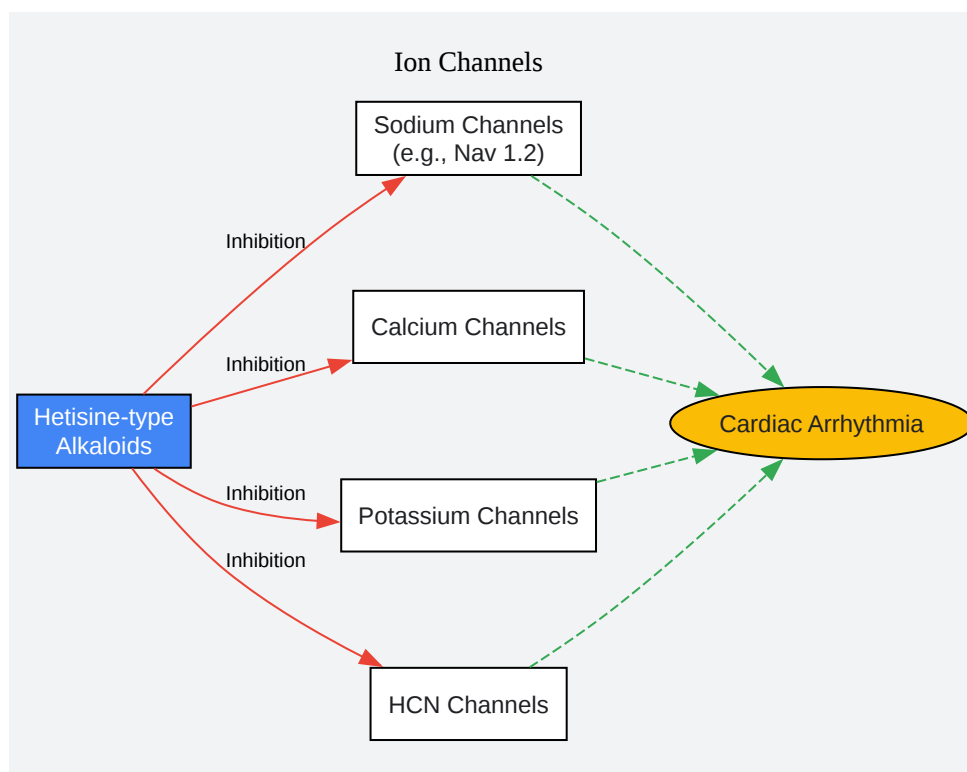 Ion Channels
Sodium Channels
(e.g., Nav 1.2)
Inhibition
Calcium Channels
Inhibition
Hetisine-type
Alkaloids
Cardiac Arrhythmia
Inhibition
Potassium Channels
Inhibition
HCN Channels